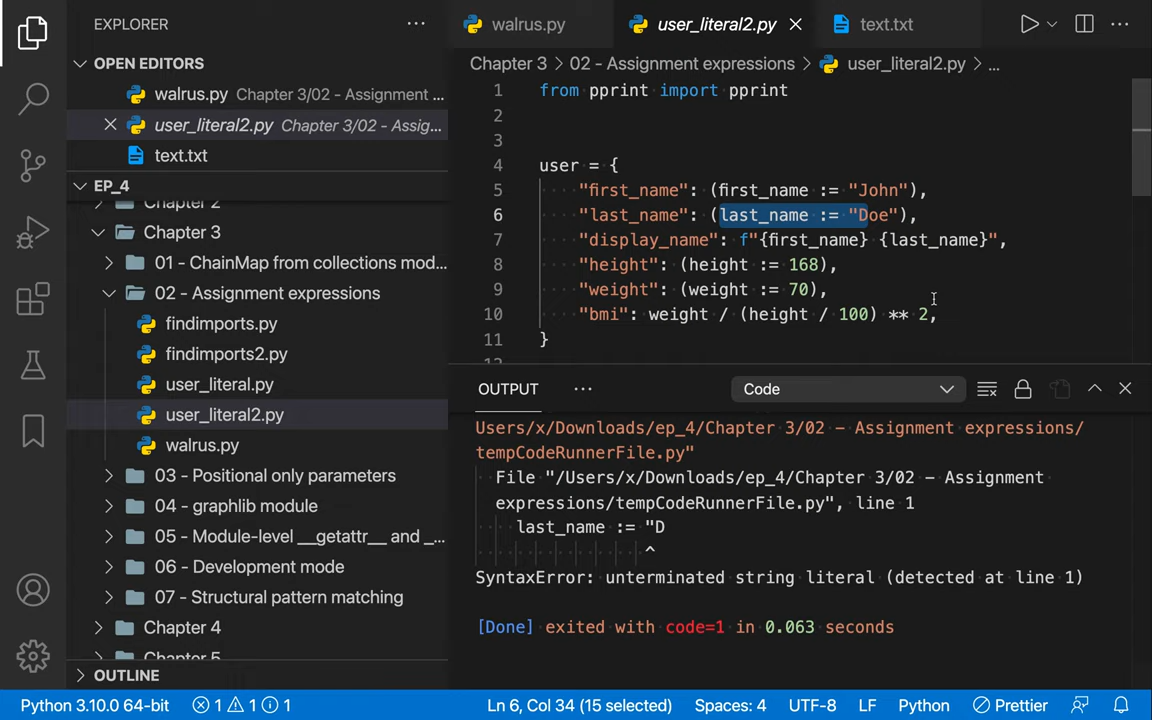 EXPLORER
OPEN EDITORS
walrus.py Chapter 3/02 - Assignment ...
user_literal2.py Chapter 3/02 - Assig...
text.txt
EP_4
Chapter 2
Chapter 3
01 - ChainMap from collections mod...
02 - Assignment expressions
findimports.py
findimports2.py
user_literal.py
user_literal2.py
walrus.py
03 - Positional only parameters
04 - graphlib module
05 - Module-level __getattr__ and _...
06 - Development mode
07 - Structural pattern matching
Chapter 4
Chapter 5
OUTLINE
walrus.py user_literal2.py text.txt
Chapter 3 > 02 - Assignment expressions > user_literal2.py > ...
1 from pprint import pprint
2
3
4 user = {
5 "first_name": (first_name := "John"),
6 "last_name": (last_name := "Doe"),
7 "display_name": f"{first_name} {last_name}",
8 "height": (height := 168),
9 "weight": (weight := 70),
10 "bmi": weight / (height / 100) ** 2,
11 }
12
OUTPUT Code
Users/x/Downloads/ep_4/Chapter 3/02 - Assignment expressions/
tempCodeRunnerFile.py"
File "/Users/x/Downloads/ep_4/Chapter 3/02 - Assignment
expressions/tempCodeRunnerFile.py", line 1
last_name := "D
^
SyntaxError: unterminated string literal (detected at line 1)
[Done] exited with code=1 in 0.063 seconds
Python 3.10.0 64-bit 1 1 1 Ln 6, Col 34 (15 selected) Spaces: 4 UTF-8 LF Python Prettier